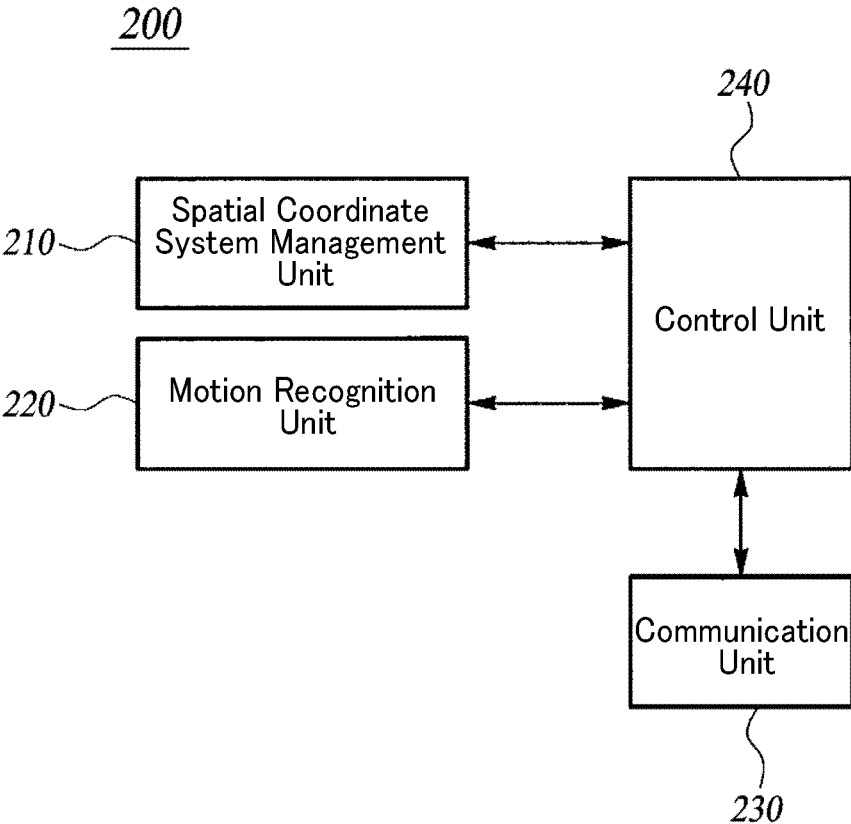 200
240
210
Spatial Coordinate
System Management
Unit
Control Unit
220
Motion Recognition
Unit
Communication
Unit
230